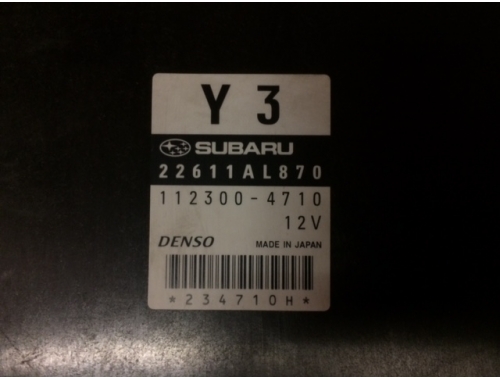 Y 3
SUBARU
22611AL870
112300-4710
12V
DENSO MADE IN JAPAN
*234710H*